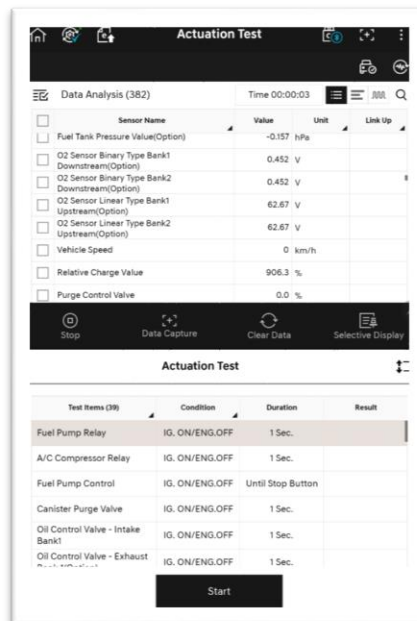 Actuation Test
Data Analysis (382) Time 00:00:03
Sensor Name Value Unit Link Up
Fuel Tank Pressure Value(Option) -0.157 hPa
O2 Sensor Binary Type Bank1
Downstream(Option) 0.452 V
O2 Sensor Binary Type Bank2
Downstream(Option) 0.452 V
O2 Sensor Linear Type Bank1
Upstream(Option) 62.67 V
O2 Sensor Linear Type Bank2
Upstream(Option) 62.67 V
Vehicle Speed 0 km/h
Relative Charge Value 906.3 %
Purge Control Valve 0.0 %
Stop Data Capture Clear Data Selective Display
Actuation Test
Test Items (39) Condition Duration Result
Fuel Pump Relay IG. ON/ENG.OFF 1 Sec.
A/C Compressor Relay IG. ON/ENG.OFF 1 Sec.
Fuel Pump Control IG. ON/ENG.OFF Until Stop Button
Canister Purge Valve IG. ON/ENG.OFF 1 Sec.
Oil Control Valve - Intake
Bank1 IG. ON/ENG.OFF 1 Sec.
Oil Control Valve - Exhaust
IG. ON/ENG.OFF 1 Sec.
Start